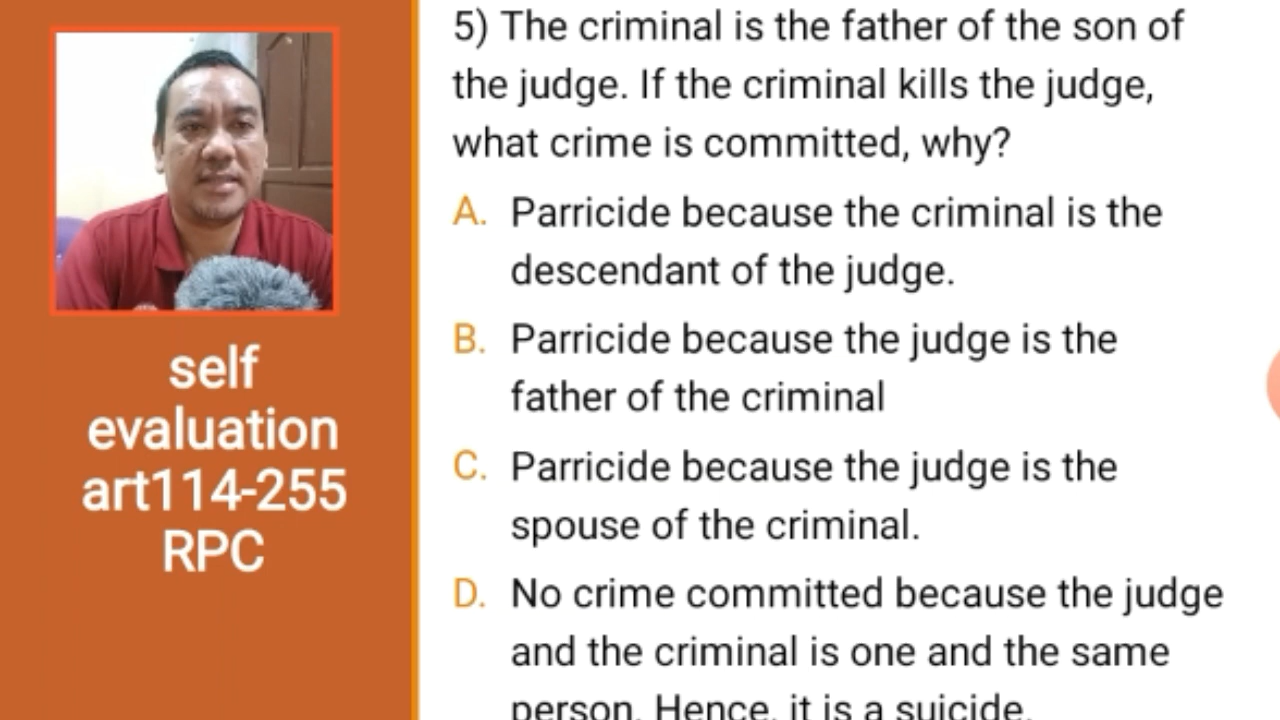 self
evaluation
art114-255
RPC
5) The criminal is the father of the son of
the judge. If the criminal kills the judge,
what crime is committed, why?
A. Parricide because the criminal is the
descendant of the judge.
B. Parricide because the judge is the
father of the criminal
C. Parricide because the judge is the
spouse of the criminal.
D. No crime committed because the judge
and the criminal is one and the same
person. Hence, it is a suicide.